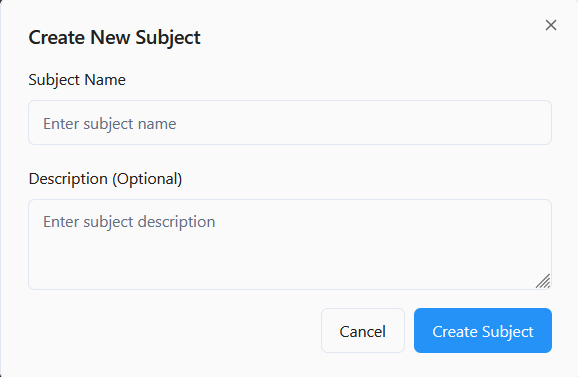 Create New Subject
Subject Name
Enter subject name
Description (Optional)
Enter subject description
Cancel
Create Subject